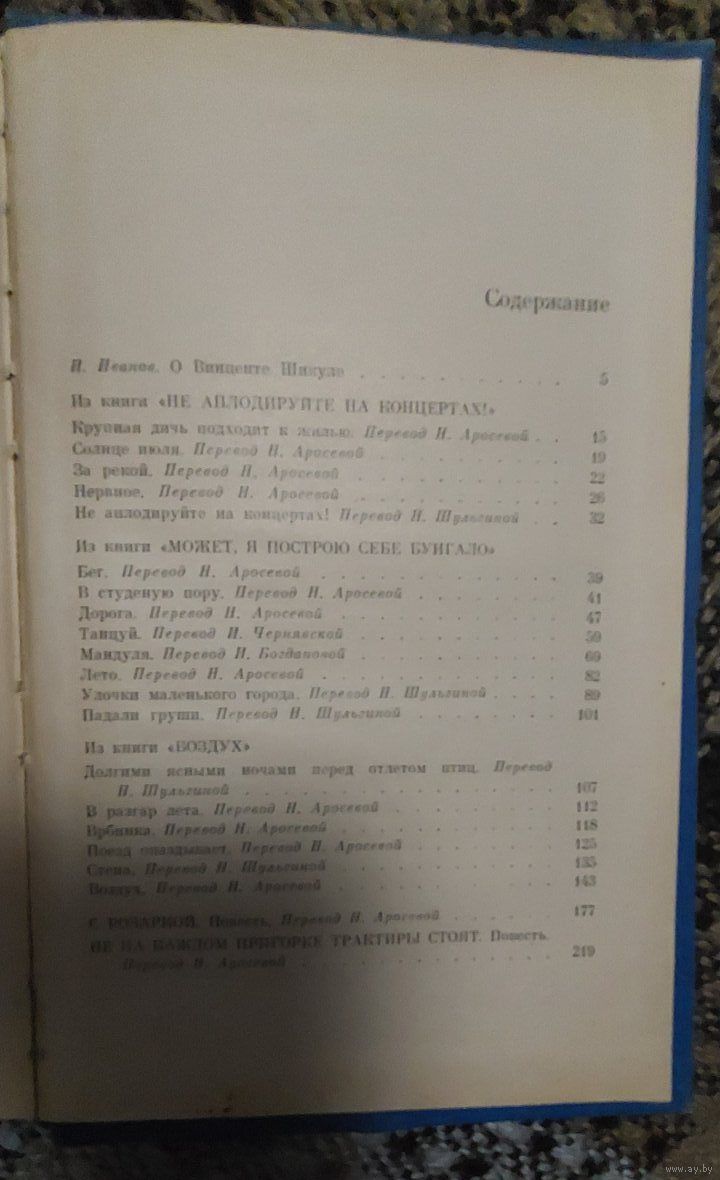 Содержание
И. Иванов. О Винценте Шикуле . . . . . . . . . . . 5
Из книги «НЕ АПЛОДИРУЙТЕ НА КОНЦЕРТАХ!»
Крупная дичь подходит к жилью. Перевод Н. Аросевой . . 15
Солнце июля. Перевод Н. Аросевой . . . . . . . . . . 19
За рекой. Перевод Н. Аросевой . . . . . . . . . . . 22
Нервное. Перевод Н. Аросевой . . . . . . . . . . . 26
Не аплодируйте на концертах! Перевод Н. Шульгиной . . 32
Из книги «МОЖЕТ, Я ПОСТРОЮ СЕБЕ БУНГАЛО»
Бег. Перевод Н. Аросевой . . . . . . . . . . . . 39
В студеную пору. Перевод Н. Аросевой . . . . . . . . 41
Дорога. Перевод Н. Аросевой . . . . . . . . . . . 47
Танцуй. Перевод И. Чернявской . . . . . . . . . . 59
Мандуля. Перевод И. Богдановой . . . . . . . . . . 69
Лето. Перевод Н. Аросевой . . . . . . . . . . . . 82
Улочки маленького города. Перевод Н. Шульгиной . . . . 89
Падали груши. Перевод Н. Шульгиной . . . . . . . . 101
Из книги «ВОЗДУХ»
Долгими ясными ночами перед отлетом птиц. Перевод
Н. Шульгиной . . . . . . . . . . . . . . . . 107
В разгар лета. Перевод Н. Аросевой . . . . . . . . . 112
Врбинка. Перевод Н. Аросевой . . . . . . . . . . . 118
Поезд опаздывает. Перевод Н. Аросевой . . . . . . . . 125
Стена. Перевод Н. Шульгиной . . . . . . . . . . . 135
Воздух. Перевод Н. Аросевой . . . . . . . . . . . 143
С РОЗАРКОЙ. Повесть. Перевод Н. Аросевой . . . . . . 177
НЕ НА КАЖДОМ ПРИГОРКЕ ТРАКТИРЫ СТОЯТ. Повесть.
Перевод Н. Аросевой . . . . . . . . . . . . . 219
www.ay.by